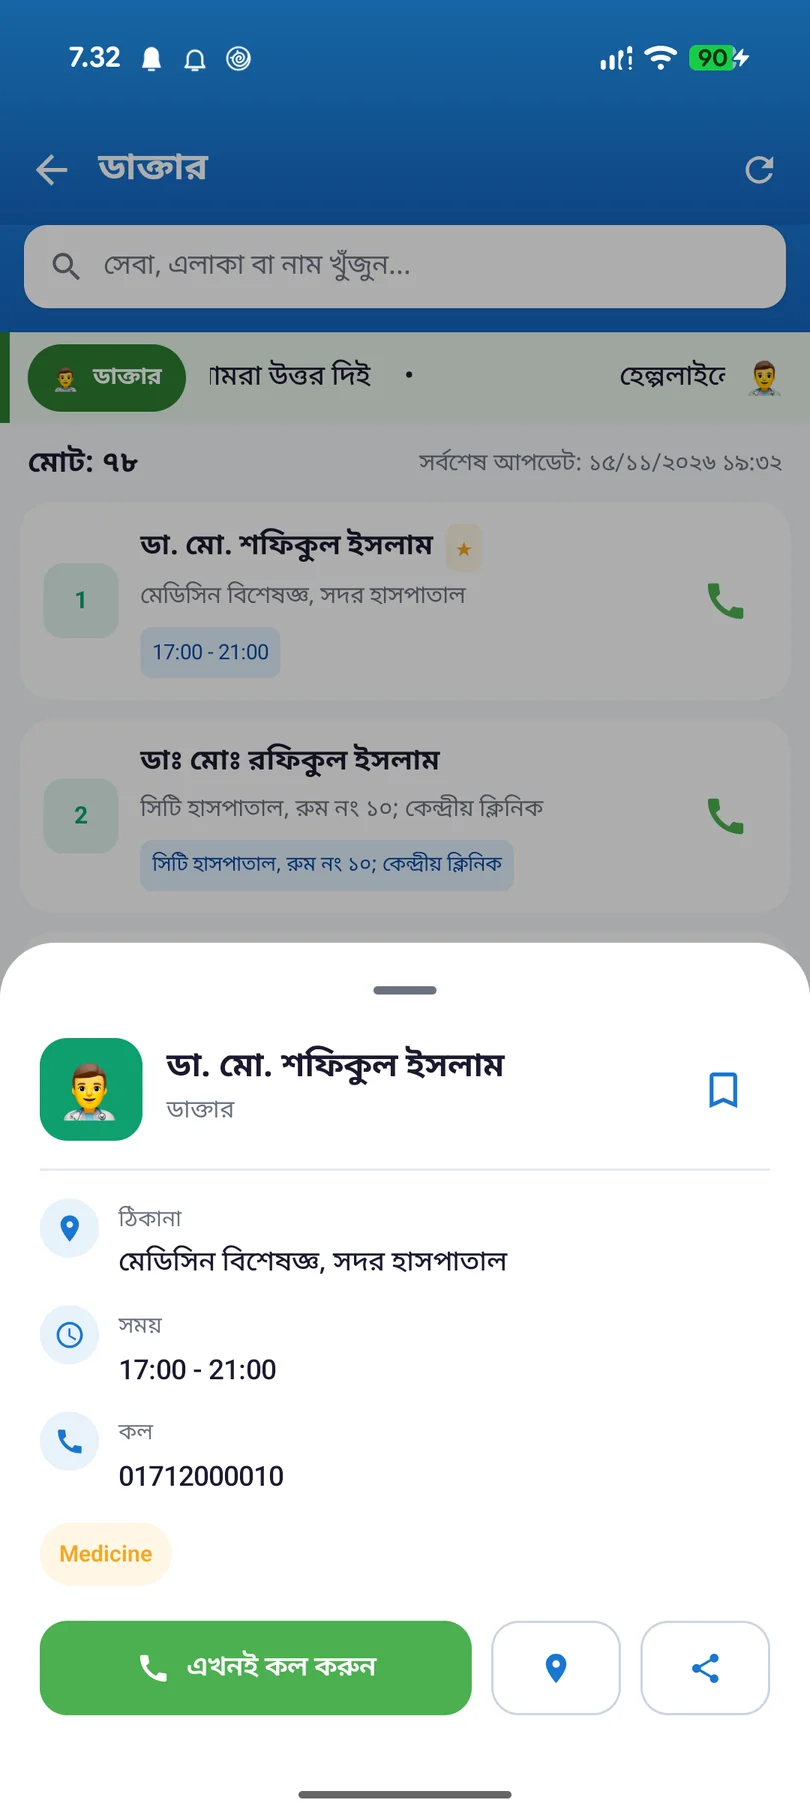 7.32
90
ডাক্তার
সেবা, এলাকা বা নাম খুঁজুন...
ডাক্তার
মরা উত্তর দিই • হেল্পলাইনে
মোট: ৭৮
সর্বশেষ আপডেট: ১৫/১১/২০২৬ ১৯:৩২
1
ডা. মো. শফিকুল ইসলাম
মেডিসিন বিশেষজ্ঞ, সদর হাসপাতাল
17:00 - 21:00
2
ডাঃ মোঃ রফিকুল ইসলাম
সিটি হাসপাতাল, রুম নং ১০; কেন্দ্রীয় ক্লিনিক
সিটি হাসপাতাল, রুম নং ১০; কেন্দ্রীয় ক্লিনিক
ডা. মো. শফিকুল ইসলাম
ডাক্তার
ঠিকানা
মেডিসিন বিশেষজ্ঞ, সদর হাসপাতাল
সময়
17:00 - 21:00
কল
01712000010
Medicine
এখনই কল করুন